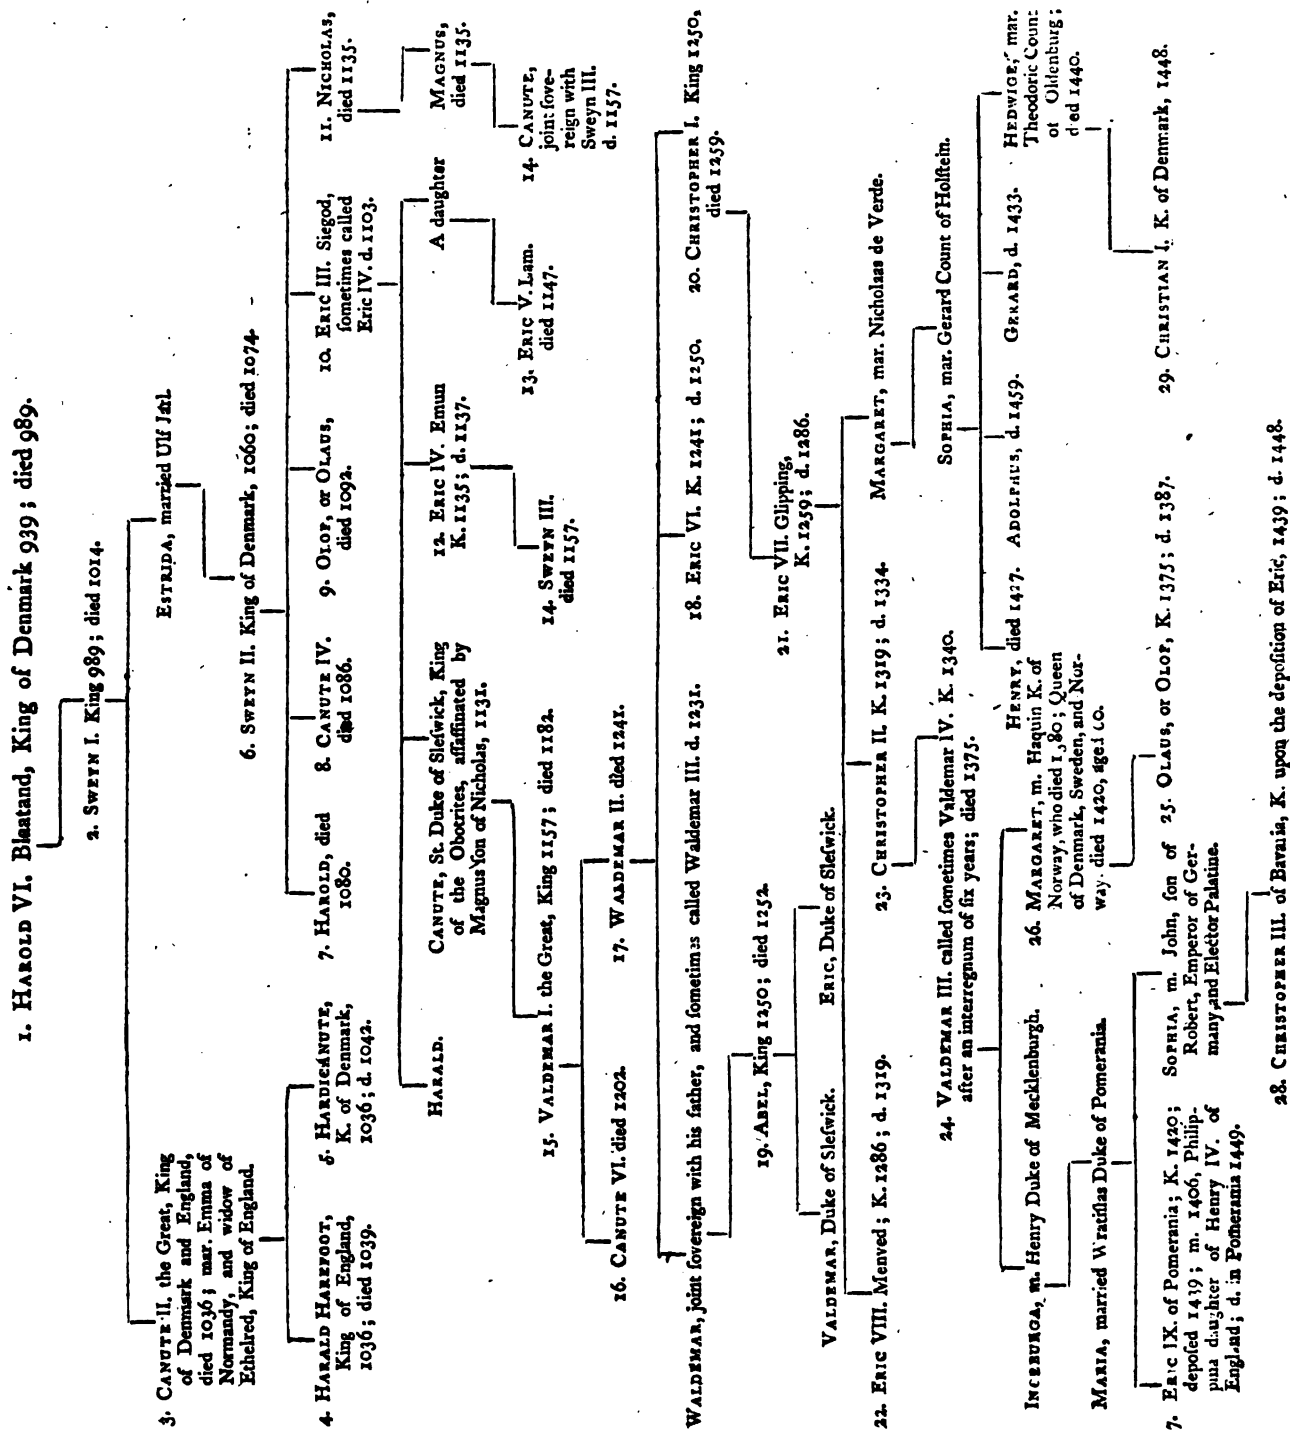 1. HAROLD VI. Blaatand, King of Denmark 939; died 989.
2. SWEYN I. King 989; died 1014.
3. CANUTE II. the Great, King
of Denmark and England,
died 1036; mar. Emma of
Normandy, and widow of
Ethelred, King of England.
ESTRIDA, married Ulf Jarl.
6. SWEYN II. King of Denmark, 1060; died 1074.
4. HARALD HAREFOOT,
King of England,
1036; died 1039.
5. HARDICANUTE,
K. of Denmark,
1036; d. 1042.
7. HAROLD, died
1080.
8. CANUTE IV.
died 1086.
9. OLOF, or OLAUS,
died 1092.
10. ERIC III. Siegod,
ſometimes called
Eric IV. d. 1103.
11. NICHOLAS,
died 1135.
HARALD.
CANUTE, St. Duke of Sleſwick, King
of the Obotrites, aſſaſſinated by
Magnus ſon of Nicholas, 1131.
12. ERIC IV. Emun
K. 1135; d. 1137.
A daughter
MAGNUS,
died 1135.
15. VALDEMAR I. the Great, King 1157; died 1182.
14. SWEYN III.
died 1157.
13. ERIC V. Lam.
died 1147.
14. CANUTE,
joint ſove-
reign with
Sweyn III.
d. 1157.
16. CANUTE VI. died 1202.
17. WALDEMAR II. died 1241.
WALDEMAR, joint ſovereign with his father, and ſometimes called Waldemar III. d. 1231.
18. ERIC VI. K. 1241; d. 1250.
20. CHRISTOPHER I. King 1250,
died 1259.
19. ABEL, King 1250; died 1252.
21. ERIC VII. Glipping,
K. 1259; d. 1286.
VALDEMAR, Duke of Sleſwick.
ERIC, Duke of Sleſwick.
22. ERIC VIII. Menved; K. 1286; d. 1319.
23. CHRISTOPHER II. K. 1319; d. 1334.
MARGARET, mar. Nicholaas de Verde.
24. VALDEMAR III. called ſometimes Valdemar IV. K. 1340.
after an interregnum of ſix years; died 1375.
SOPHIA, mar. Gerard Count of Holſtein.
INGEBURGA, m. Henry Duke of Mecklenburgh.
26. MARGARET, m. Haquin K. of
Norway, who died 1380; Queen
of Denmark, Sweden, and Nor-
way. died 1420, aged 60.
HENRY, died 1427.
ADOLPHUS, d. 1459.
GERARD, d. 1433.
HEDWIGE, mar.
Theodoric Count
of Oldenburg;
died 1440.
MARIA, married Wratiſlas Duke of Pomerania.
7. ERIC IX. of Pomerania; K. 1420;
depoſed 1439; m. 1406, Philip-
pina daughter of Henry IV. of
England; d. in Pomerania 1449.
SOPHIA, m. John, ſon of
Robert, Emperor of Ger-
many, and Elector Palatine.
25. OLAUS, or OLOF, K. 1375; d. 1387.
29. CHRISTIAN I. K. of Denmark, 1448.
28. CHRISTOPHER III. of Bavaria, K. upon the depoſition of Eric, 1439; d. 1448.